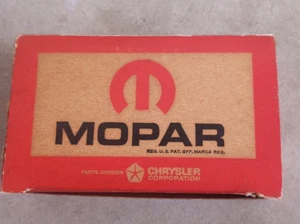 MOPAR
REG. U.S. PAT. OFF. MARCA REG.
PARTS DIVISION CHRYSLER
CORPORATION